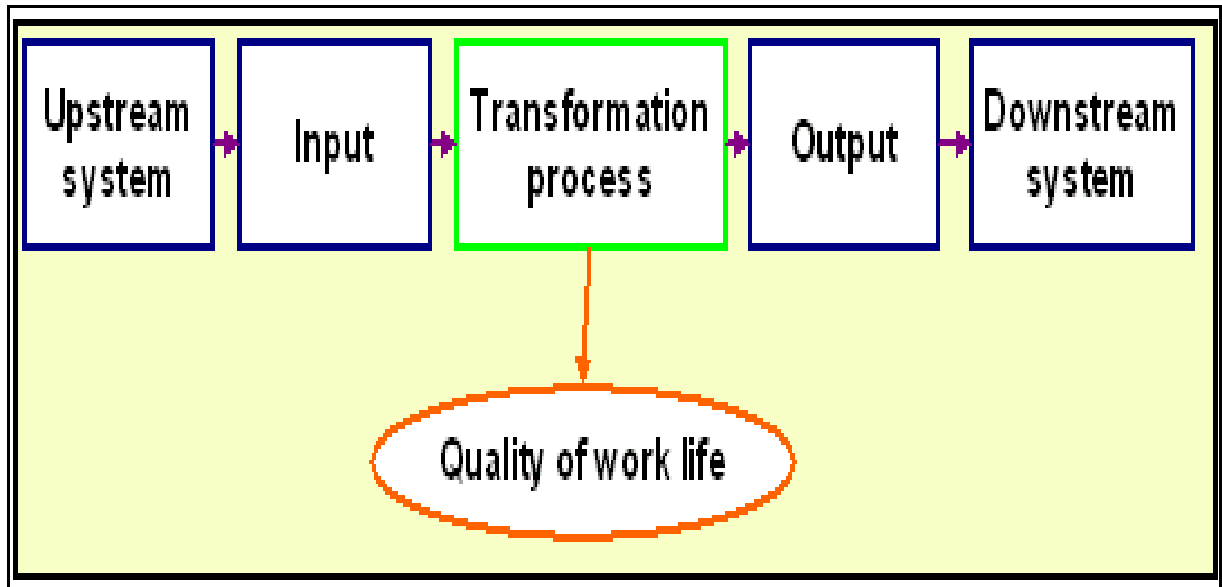 Upstream
system
Input
Transformation
process
Output
Downstream
system
Quality of work life